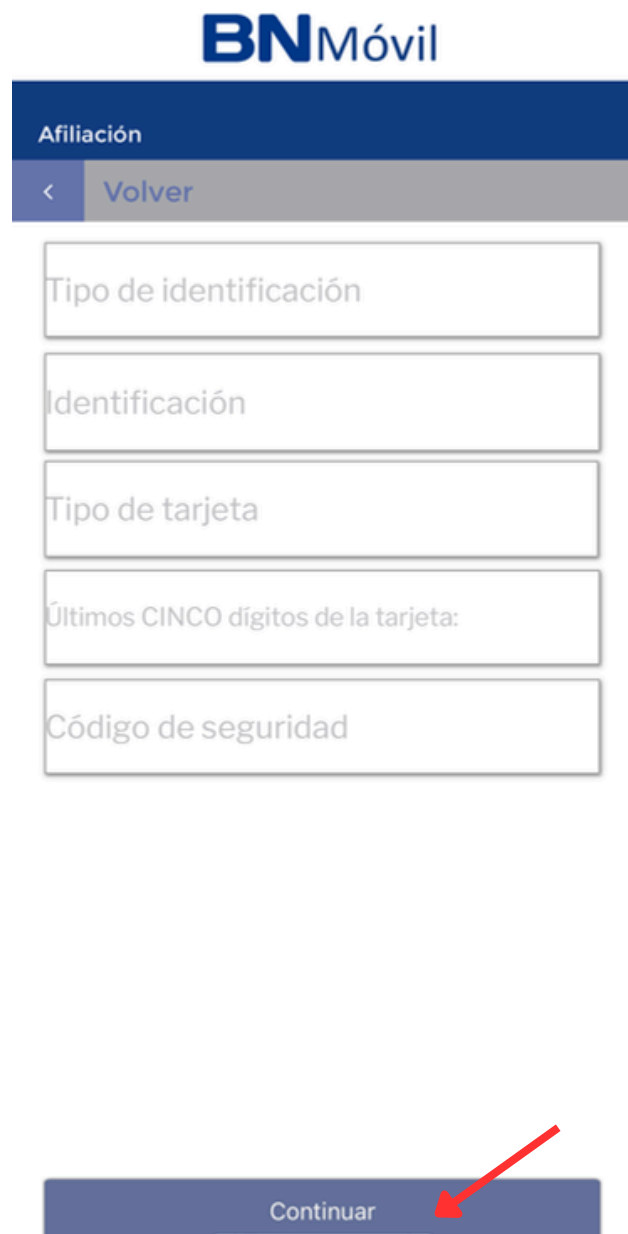 BNMóvil
Afiliación
< Volver
Tipo de identificación
Identificación
Tipo de tarjeta
Últimos CINCO dígitos de la tarjeta:
Código de seguridad
Continuar